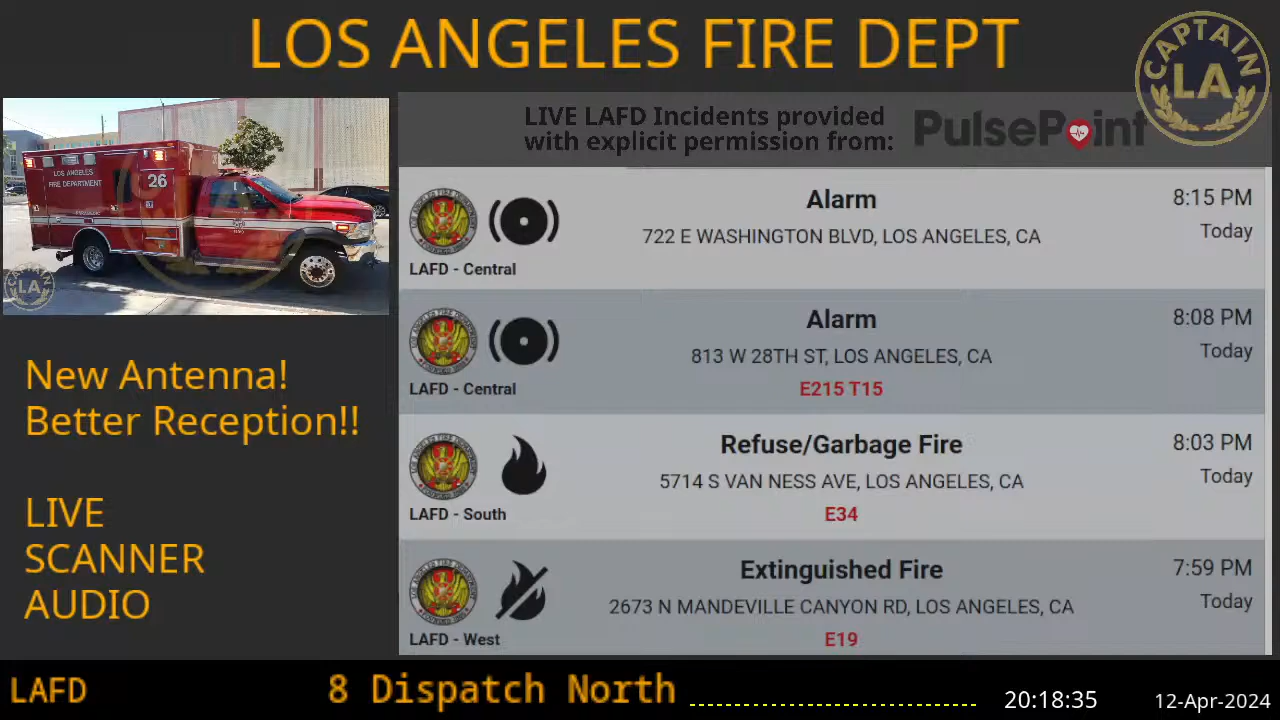 LOS ANGELES FIRE DEPT
CAPTAIN
LA
LIVE LAFD Incidents provided
with explicit permission from:
PulsePoint
LOS ANGELES
FIRE DEPARTMENT
26
LA
New Antenna!
Better Reception!!
LIVE
SCANNER
AUDIO
Alarm
8:15 PM
722 E WASHINGTON BLVD, LOS ANGELES, CA
Today
LAFD - Central
Alarm
8:08 PM
813 W 28TH ST, LOS ANGELES, CA
Today
E215 T15
LAFD - Central
Refuse/Garbage Fire
8:03 PM
5714 S VAN NESS AVE, LOS ANGELES, CA
Today
E34
LAFD - South
Extinguished Fire
7:59 PM
2673 N MANDEVILLE CANYON RD, LOS ANGELES, CA
Today
E19
LAFD - West
LAFD
8 Dispatch North
20:18:35
12-Apr-2024